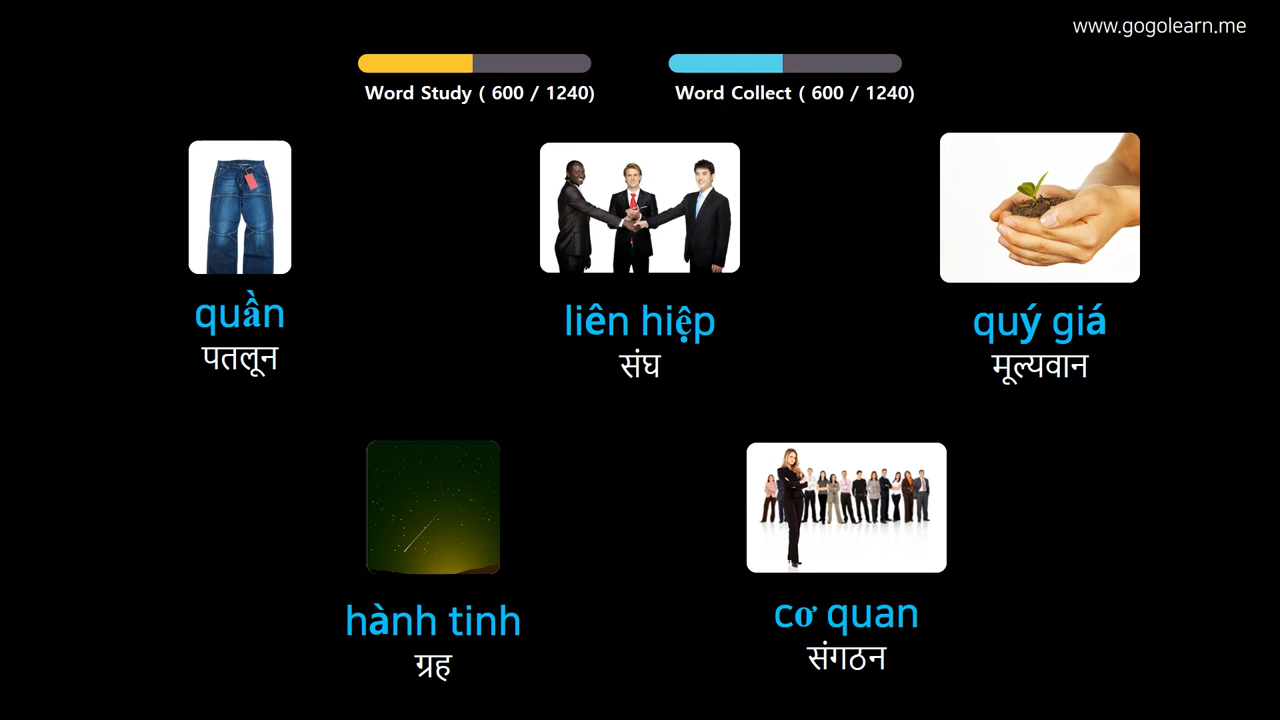 www.gogolearn.me
Word Study ( 600 / 1240)
Word Collect ( 600 / 1240)
quần
पतलून
liên hiệp
संघ
quý giá
मूल्यवान
hành tinh
ग्रह
cơ quan
संगठन